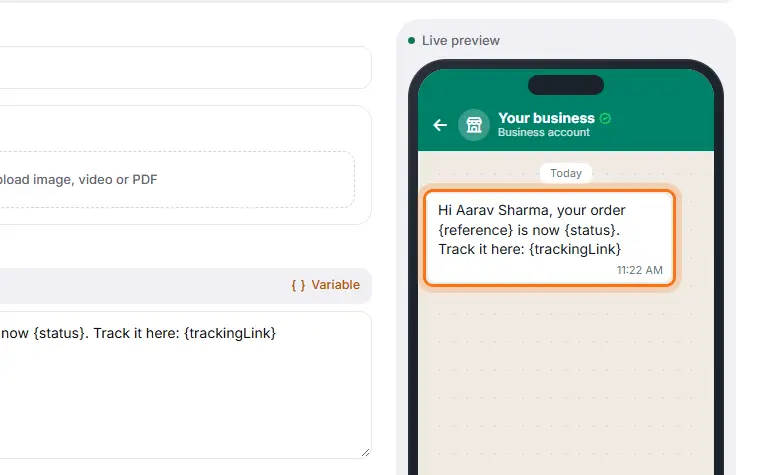 Live preview
Your business
Business account
Today
Hi Aarav Sharma, your order
{reference} is now {status}.
Track it here: {trackingLink}
11:22 AM
pload image, video or PDF
{ } Variable
now {status}. Track it here: {trackingLink}